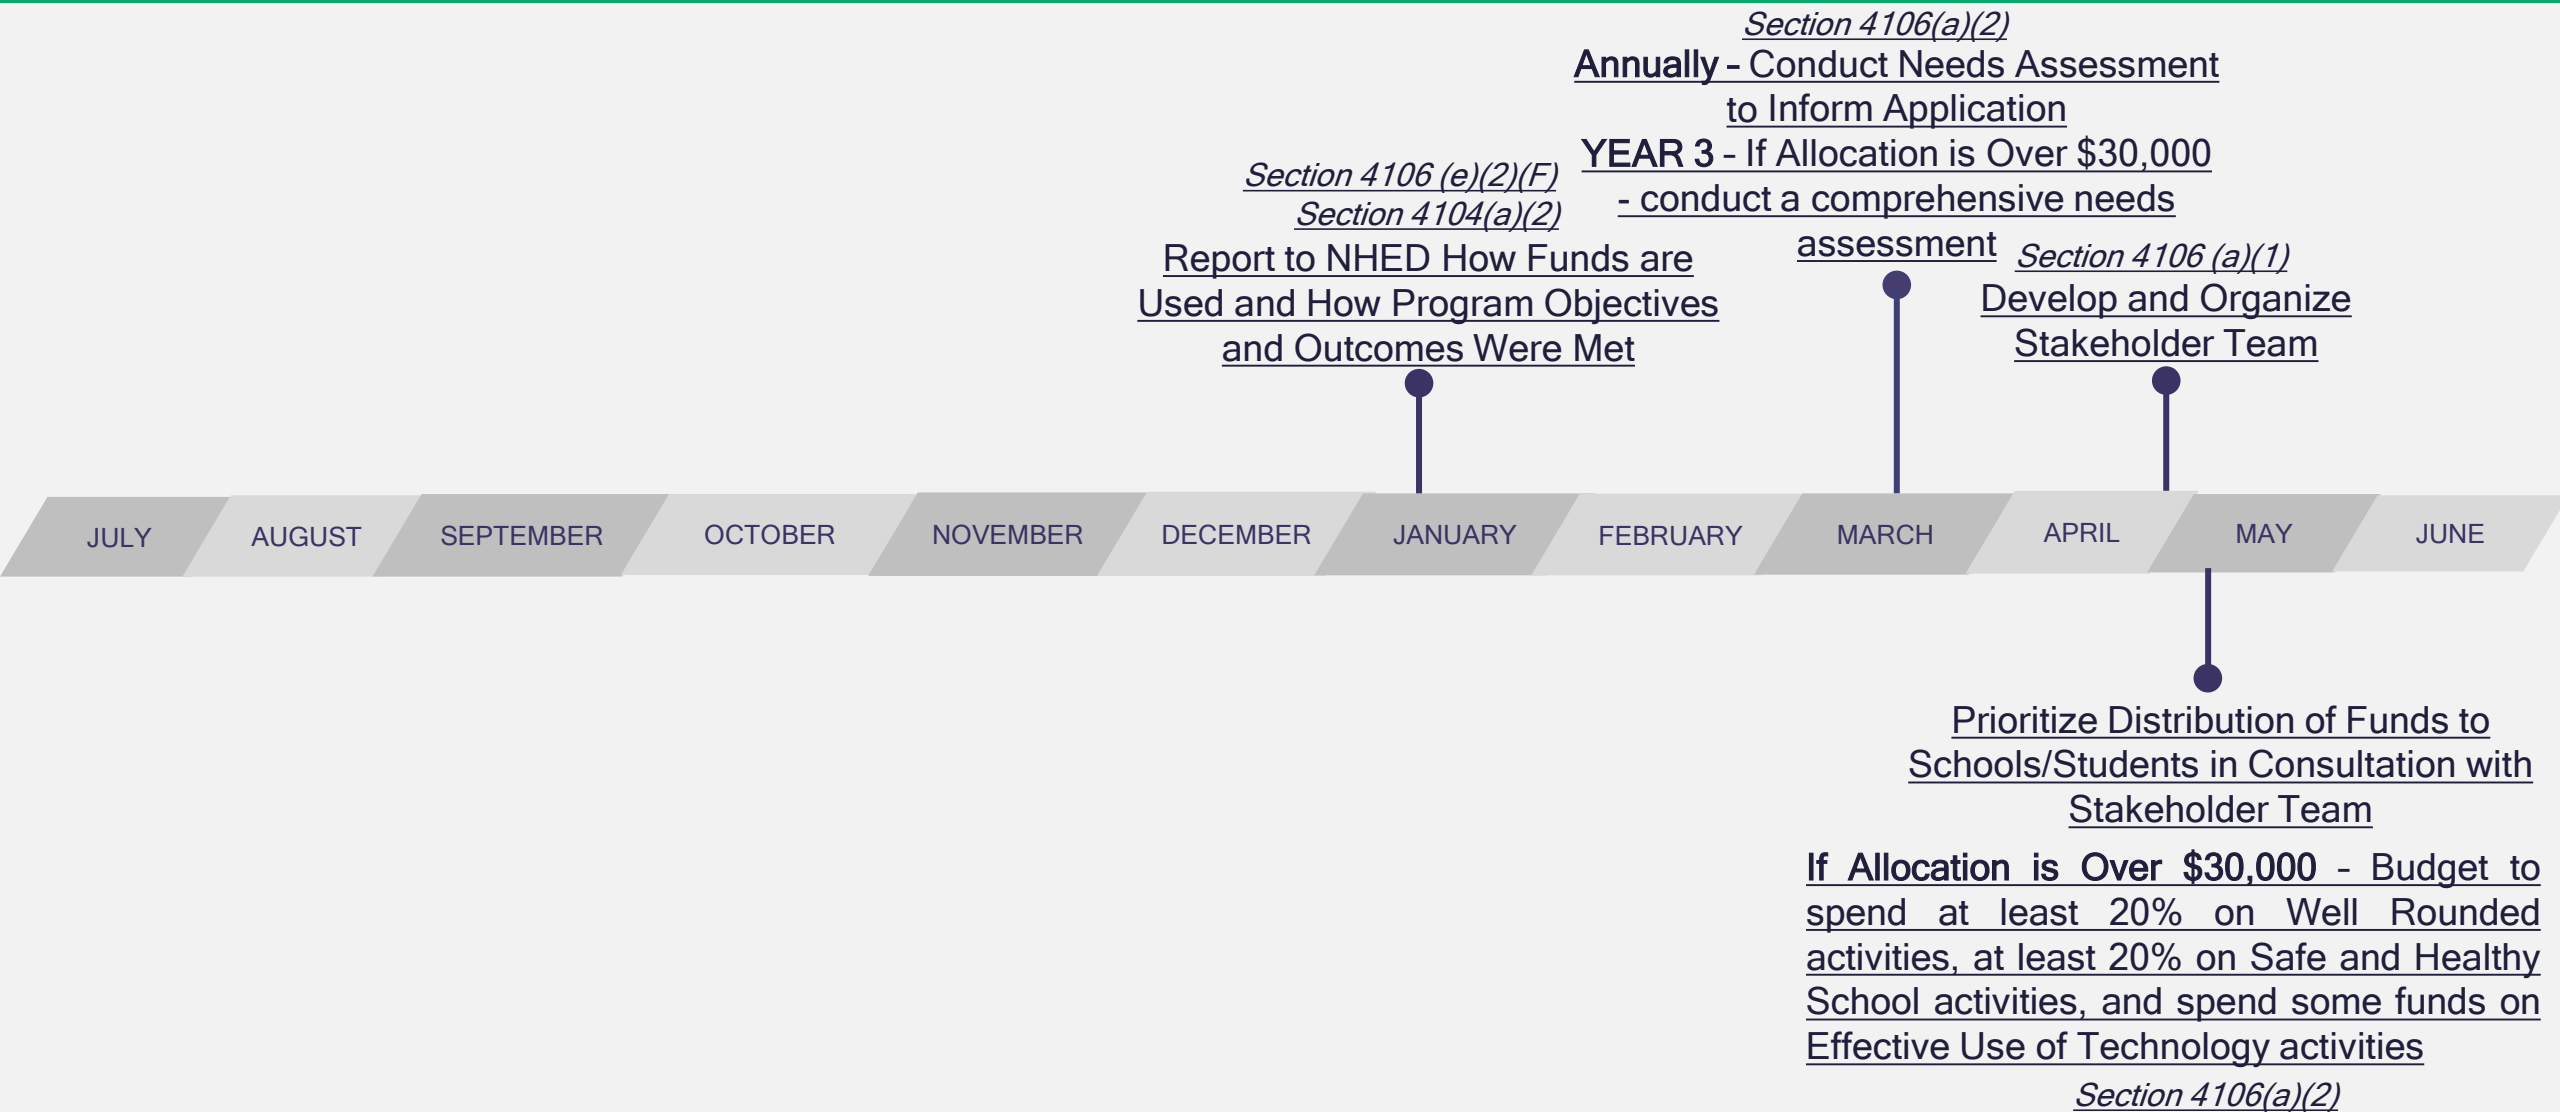 Section 4106(a)(2)
Annually – Conduct Needs Assessment
to Inform Application
YEAR 3 – If Allocation is Over $30,000
- conduct a comprehensive needs
assessment
Section 4106 (e)(2)(F)
Section 4104(a)(2)
Report to NHED How Funds are
Used and How Program Objectives
and Outcomes Were Met
Section 4106 (a)(1)
Develop and Organize
Stakeholder Team
JULY
AUGUST
SEPTEMBER
OCTOBER
NOVEMBER
DECEMBER
JANUARY
FEBRUARY
MARCH
APRIL
MAY
JUNE
Prioritize Distribution of Funds to
Schools/Students in Consultation with
Stakeholder Team
If Allocation is Over $30,000 – Budget to
spend at least 20% on Well Rounded
activities, at least 20% on Safe and Healthy
School activities, and spend some funds on
Effective Use of Technology activities
Section 4106(a)(2)